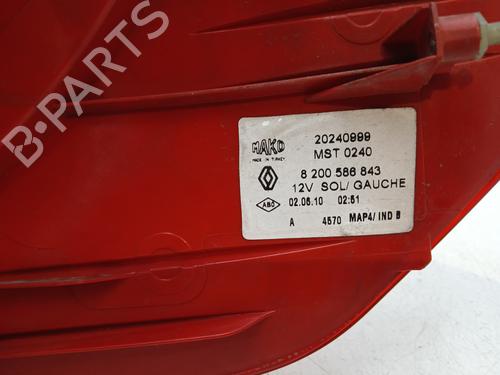 B-PARTS
MAKO
MADE IN TURKEY
20240999
MST 0240
8 200 586 843
12V SOL/ GAUCHE
ABO
02.06.10 02:51
A 4570 MAP4/ IND B